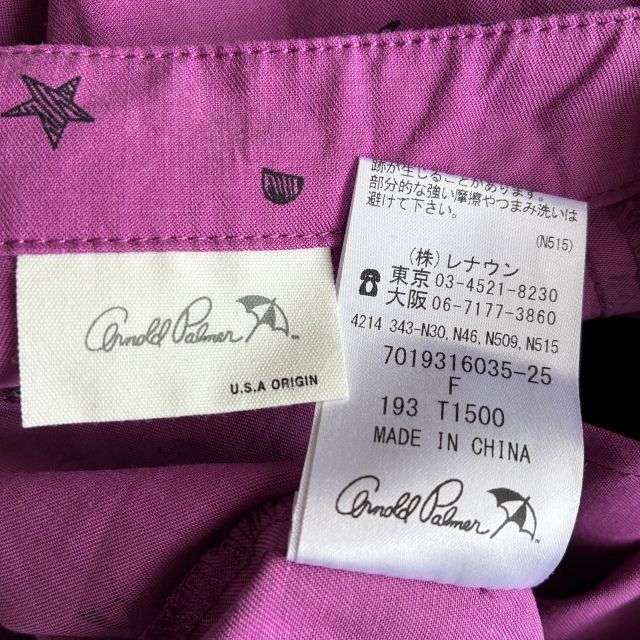 Arnold Palmer
™
U.S.A ORIGIN
跡が生じることがあります。
部分的な強い摩擦やつまみ洗いは
避けて下さい。
(N515)
(株)レナウン
☎ 東京 03-4521-8230
大阪 06-7177-3860
4214 343-N30, N46, N509, N515
7019316035-25
F
193 T1500
MADE IN CHINA
Arnold Palmer
™